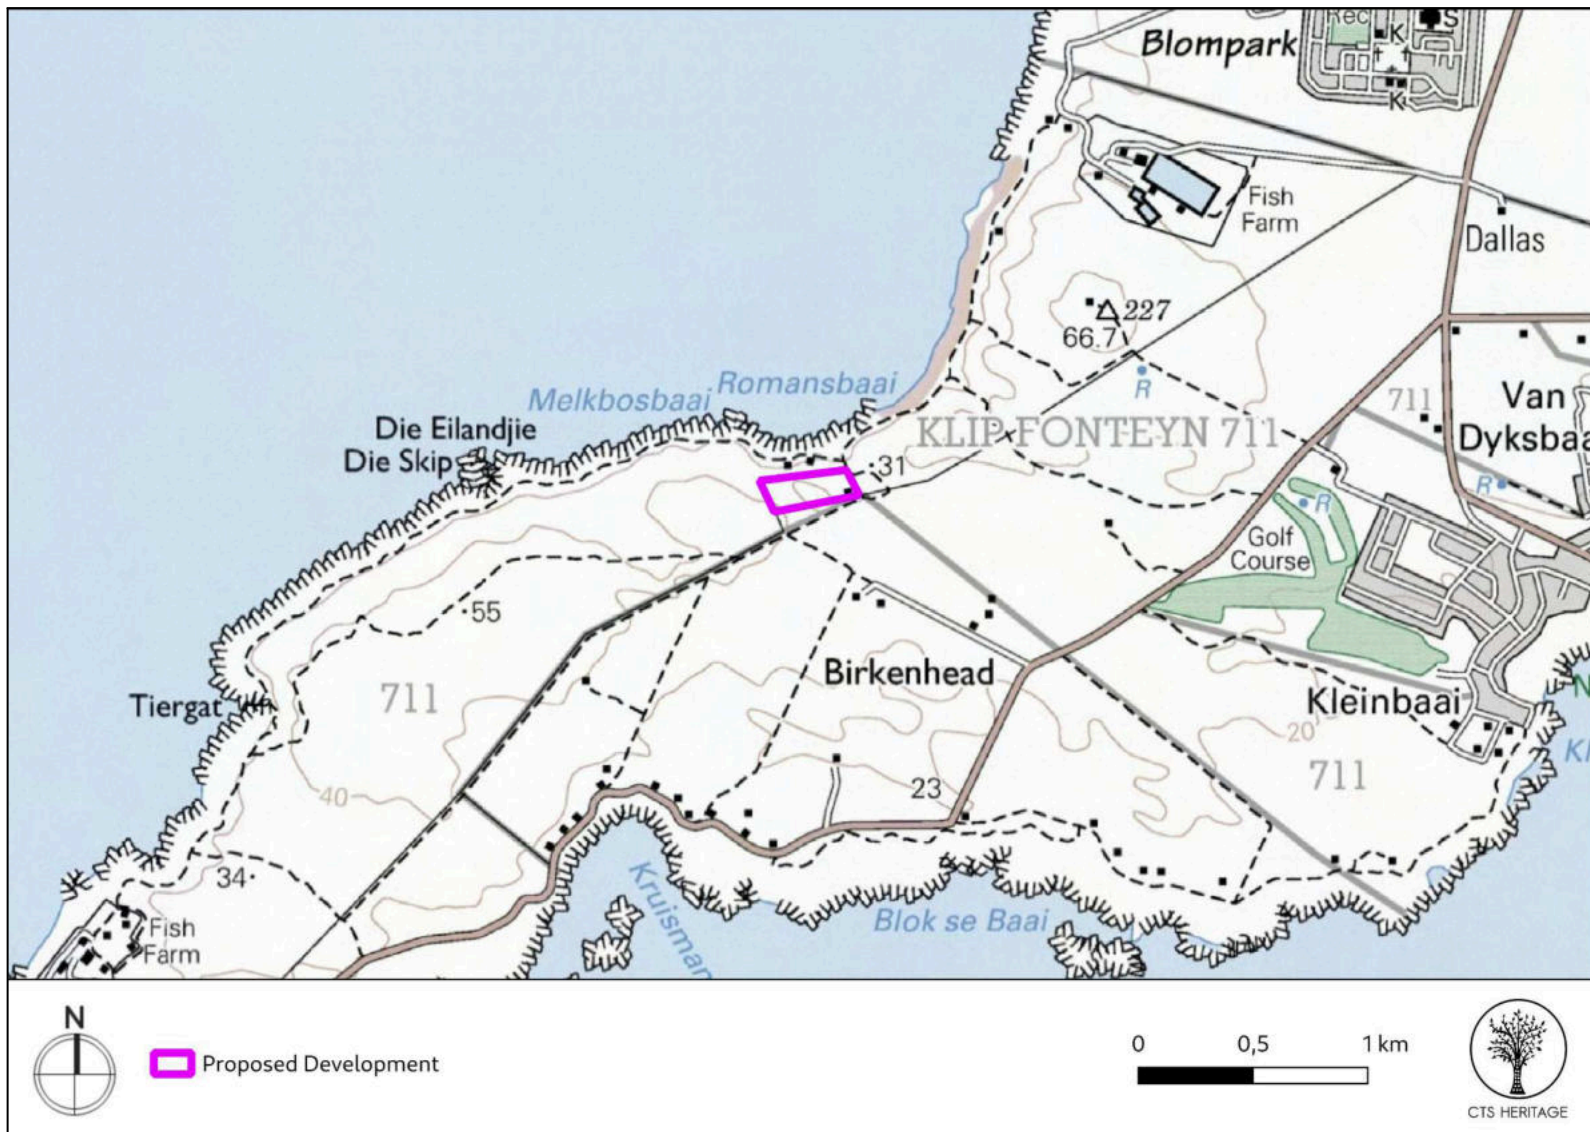 Rec
S
K
Blompark
K
Fish
Farm
Dallas
227
66.7
R
Romansbaai
Melkbosbaai
711
Van
Dyksbaa
Die Eilandjie
Die Skip
KLIP FONTEYN 711
31
R
R
Golf
Course
55
Birkenhead
Tiergat
711
Kleinbaai
N
20
Kl
40
23
711
34
Kruisman
Blok se Baai
Fish
Farm
N
Proposed Development
0 0,5 1 km
CTS HERITAGE